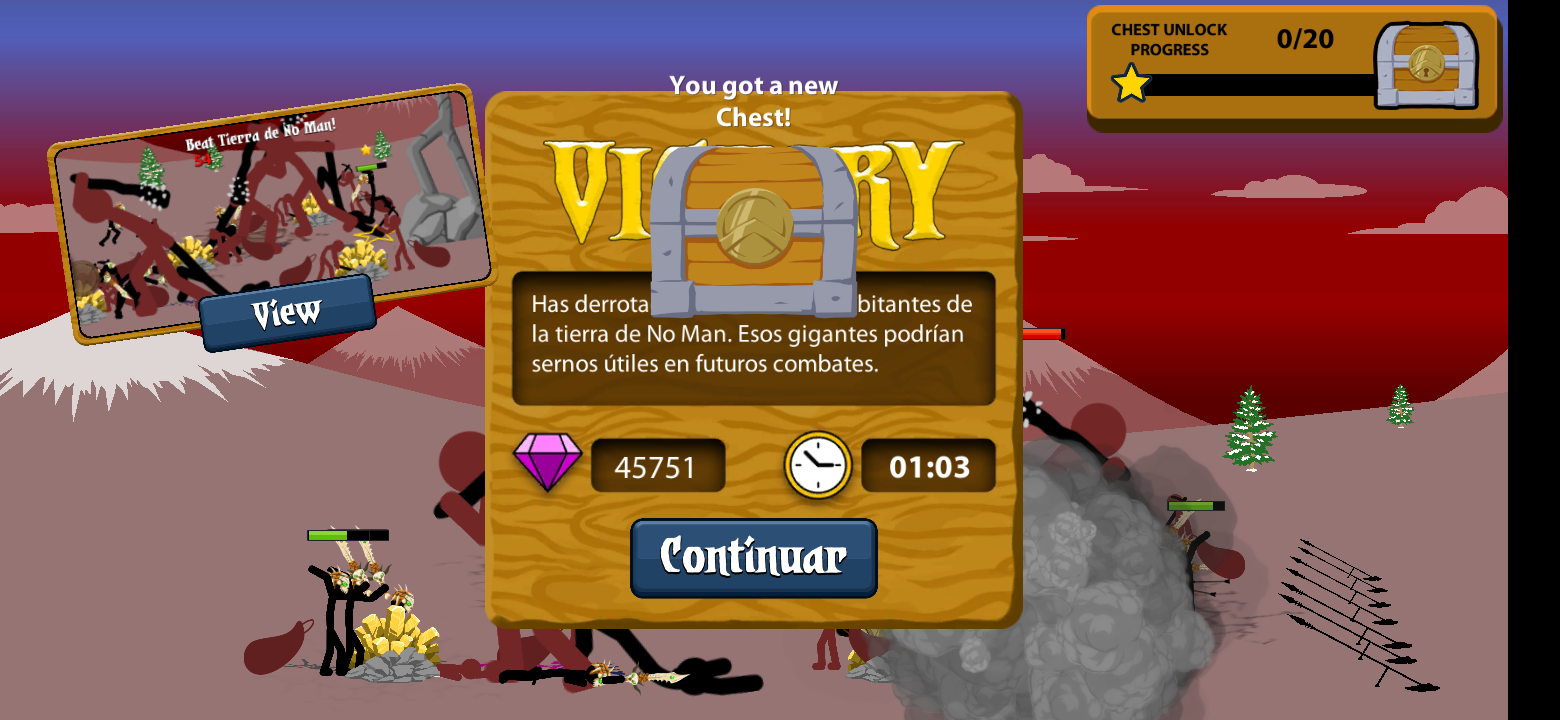 CHEST UNLOCK
PROGRESS
0/20
You got a new
Chest!
Beat Tierra de No Man!
54
View
Has derrota bitantes de
la tierra de No Man. Esos gigantes podrían
sernos útiles en futuros combates.
45751
01:03
Continuar